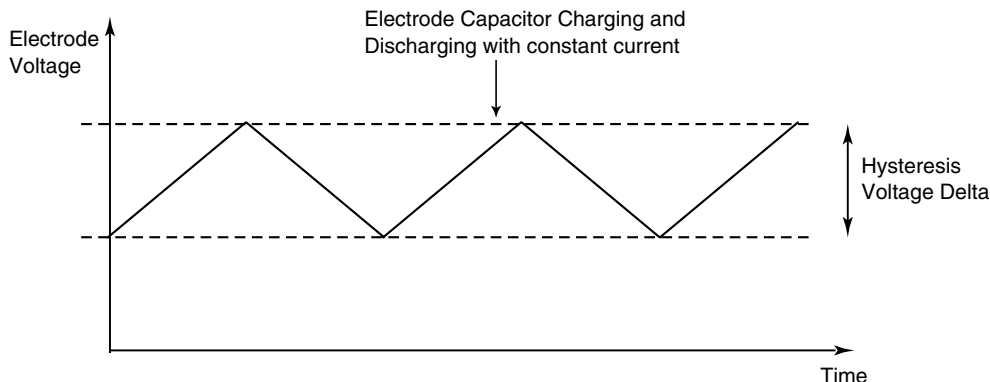 Electrode Capacitor Charging and
Discharging with constant current
Electrode
Voltage
Hysteresis
Voltage Delta
Time